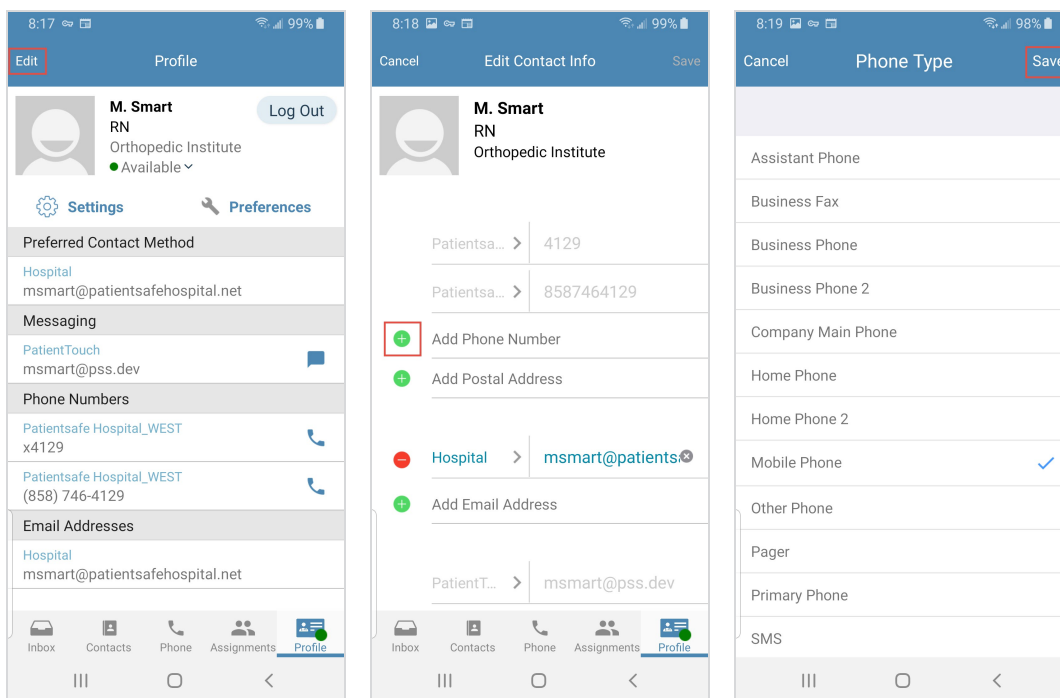 8:17 99%
Edit Profile
M. Smart
RN
Orthopedic Institute
Available
Log Out
Settings Preferences
Preferred Contact Method
Hospital
msmart@patientsafehospital.net
Messaging
PatientTouch
msmart@pss.dev
Phone Numbers
Patientsafe Hospital_WEST
x4129
Patientsafe Hospital_WEST
(858) 746-4129
Email Addresses
Hospital
msmart@patientsafehospital.net
Inbox Contacts Phone Assignments Profile
8:18 99%
Cancel Edit Contact Info Save
M. Smart
RN
Orthopedic Institute
Patientsa... 4129
Patientsa... 8587464129
Add Phone Number
Add Postal Address
Hospital msmart@patients
Add Email Address
PatientT... msmart@pss.dev
Inbox Contacts Phone Assignments Profile
8:19 98%
Cancel Phone Type Save
Assistant Phone
Business Fax
Business Phone
Business Phone 2
Company Main Phone
Home Phone
Home Phone 2
Mobile Phone
Other Phone
Pager
Primary Phone
SMS